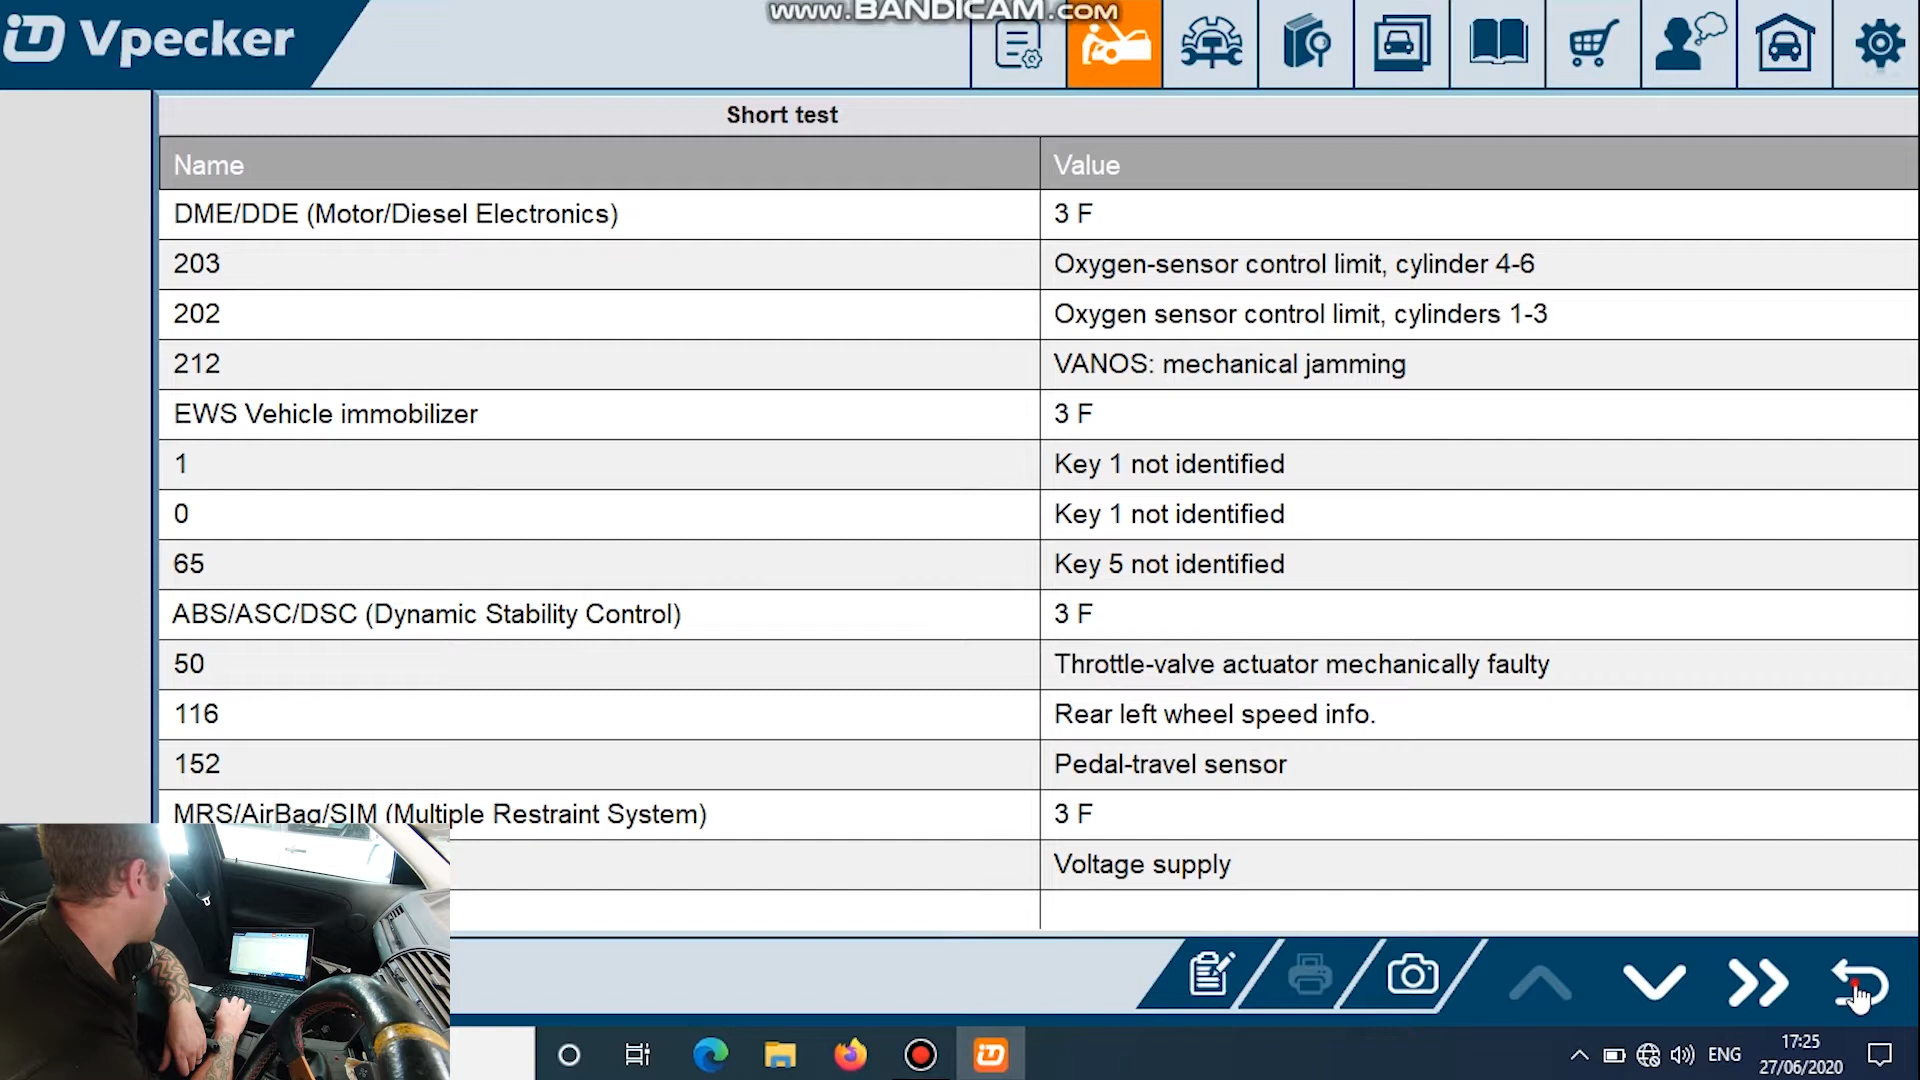 www.BANDICAM.com
Vpecker
Short test
Name Value
DME/DDE (Motor/Diesel Electronics) 3 F
203 Oxygen-sensor control limit, cylinder 4-6
202 Oxygen sensor control limit, cylinders 1-3
212 VANOS: mechanical jamming
EWS Vehicle immobilizer 3 F
1 Key 1 not identified
0 Key 1 not identified
65 Key 5 not identified
ABS/ASC/DSC (Dynamic Stability Control) 3 F
50 Throttle-valve actuator mechanically faulty
116 Rear left wheel speed info.
152 Pedal-travel sensor
MRS/AirBag/SIM (Multiple Restraint System) 3 F
Voltage supply
ENG
17:25
27/06/2020